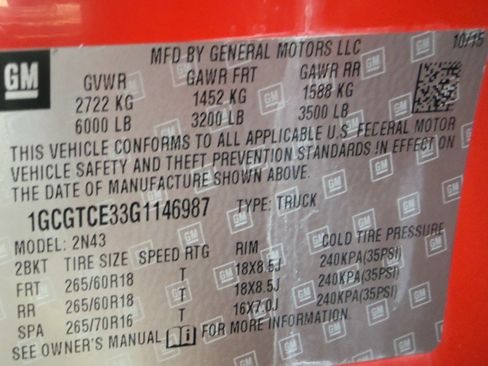 MFD BY GENERAL MOTORS LLC 10/15
GM
GVWR GAWR FRT GAWR RR
2722 KG 1452 KG 1588 KG
6000 LB 3200 LB 3500 LB
THIS VEHICLE CONFORMS TO ALL APPLICABLE U.S. FEDERAL MOTOR
VEHICLE SAFETY AND THEFT PREVENTION STANDARDS IN EFFECT ON
THE DATE OF MANUFACTURE SHOWN ABOVE.
1GCGTCE33G1146987 TYPE: TRUCK
MODEL: 2N43
2BKT TIRE SIZE SPEED RTG RIM COLD TIRE PRESSURE
FRT 265/60R18 T 18X8.5J 240KPA(35PSI)
RR 265/60R18 T 18X8.5J 240KPA(35PSI)
SPA 265/70R16 T 16X7.0J 240KPA(35PSI)
SEE OWNER'S MANUAL FOR MORE INFORMATION.